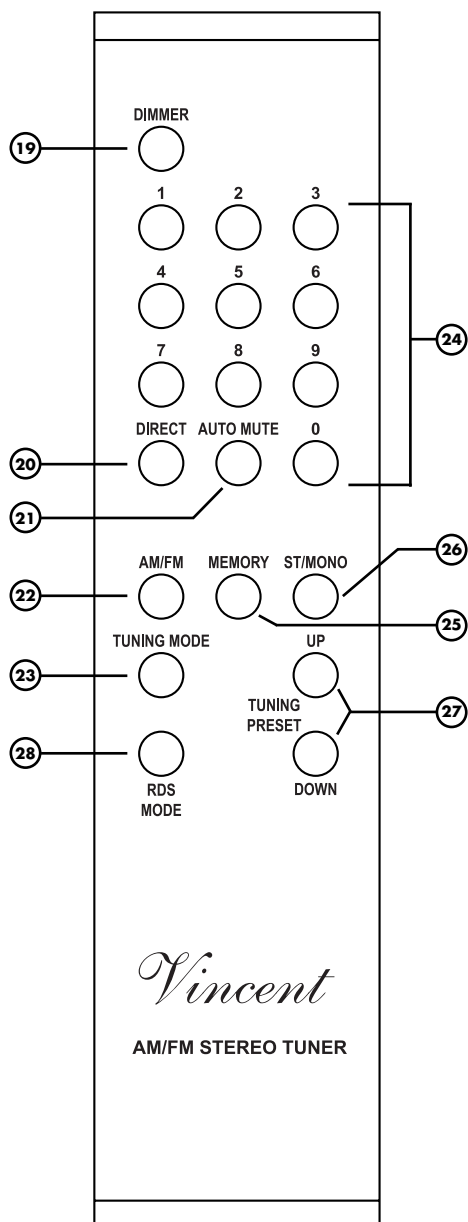 DIMMER
19
1 2 3
4 5 6
24
7 8 9
DIRECT AUTO MUTE 0
20
21
26
AM/FM MEMORY ST/MONO
22
25
TUNING MODE UP
23
TUNING
PRESET
27
28
RDS
MODE
DOWN
Vincent
AM/FM STEREO TUNER